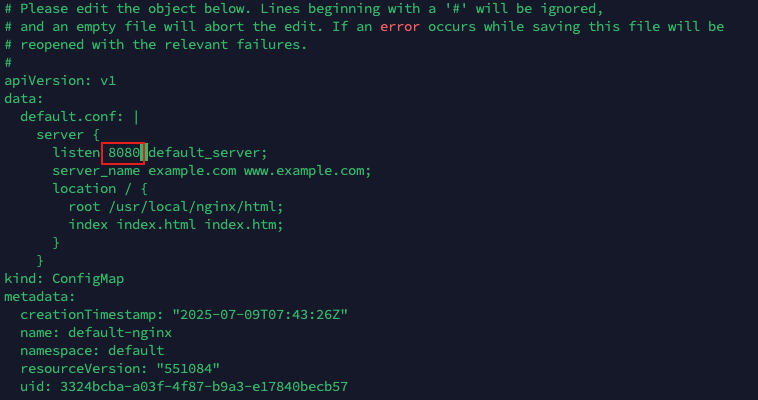 # Please edit the object below. Lines beginning with a '#' will be ignored,
# and an empty file will abort the edit. If an error occurs while saving this file will be
# reopened with the relevant failures.
#
apiVersion: v1
data:
  default.conf: |
    server {
      listen 8080 default_server;
      server_name example.com www.example.com;
      location / {
        root /usr/local/nginx/html;
        index index.html index.htm;
      }
    }
kind: ConfigMap
metadata:
  creationTimestamp: "2025-07-09T07:43:26Z"
  name: default-nginx
  namespace: default
  resourceVersion: "551084"
  uid: 3324bcba-a03f-4f87-b9a3-e17840becb57